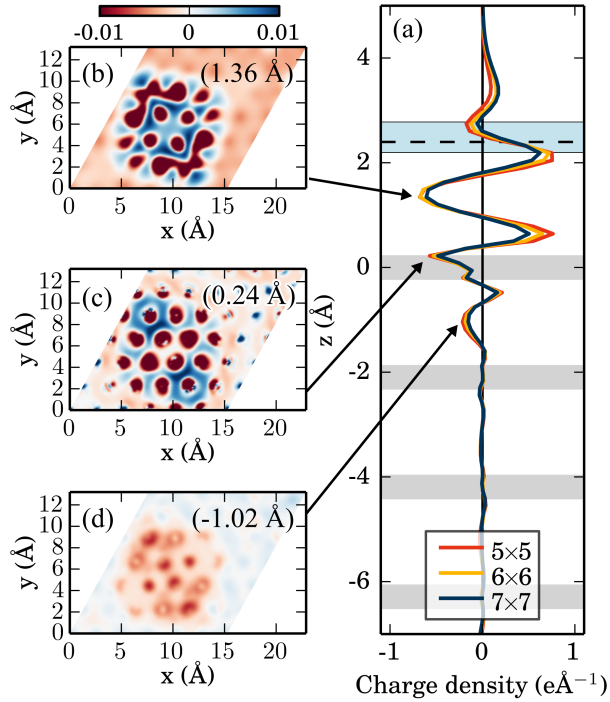 -0.01 0 0.01
(a)
(b) (1.36 Å)
y (Å)
10
8
6
4
2
0
0 5 10 15 20
x (Å)
(c) (0.24 Å)
y (Å)
12
10
8
6
4
2
0
0 5 10 15 20
x (Å)
(d) (-1.02 Å)
y (Å)
12
10
8
6
4
2
0
0 5 10 15 20
x (Å)
z (Å)
4
2
0
-2
-4
-6
5×5
6×6
7×7
-1 0 1
Charge density (eÅ⁻¹)